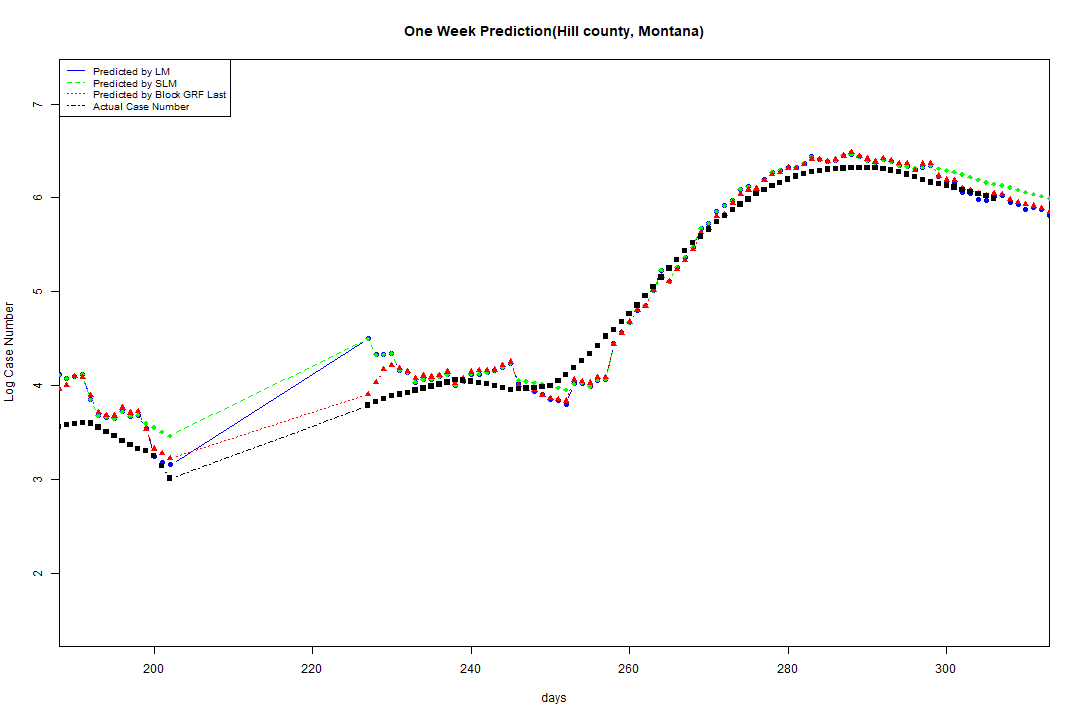 One Week Prediction(Hill county, Montana)
Predicted by LM
Predicted by SLM
Predicted by Block GRF Last
Actual Case Number
Log Case Number
7
6
5
4
3
2
200 220 240 260 280 300
days